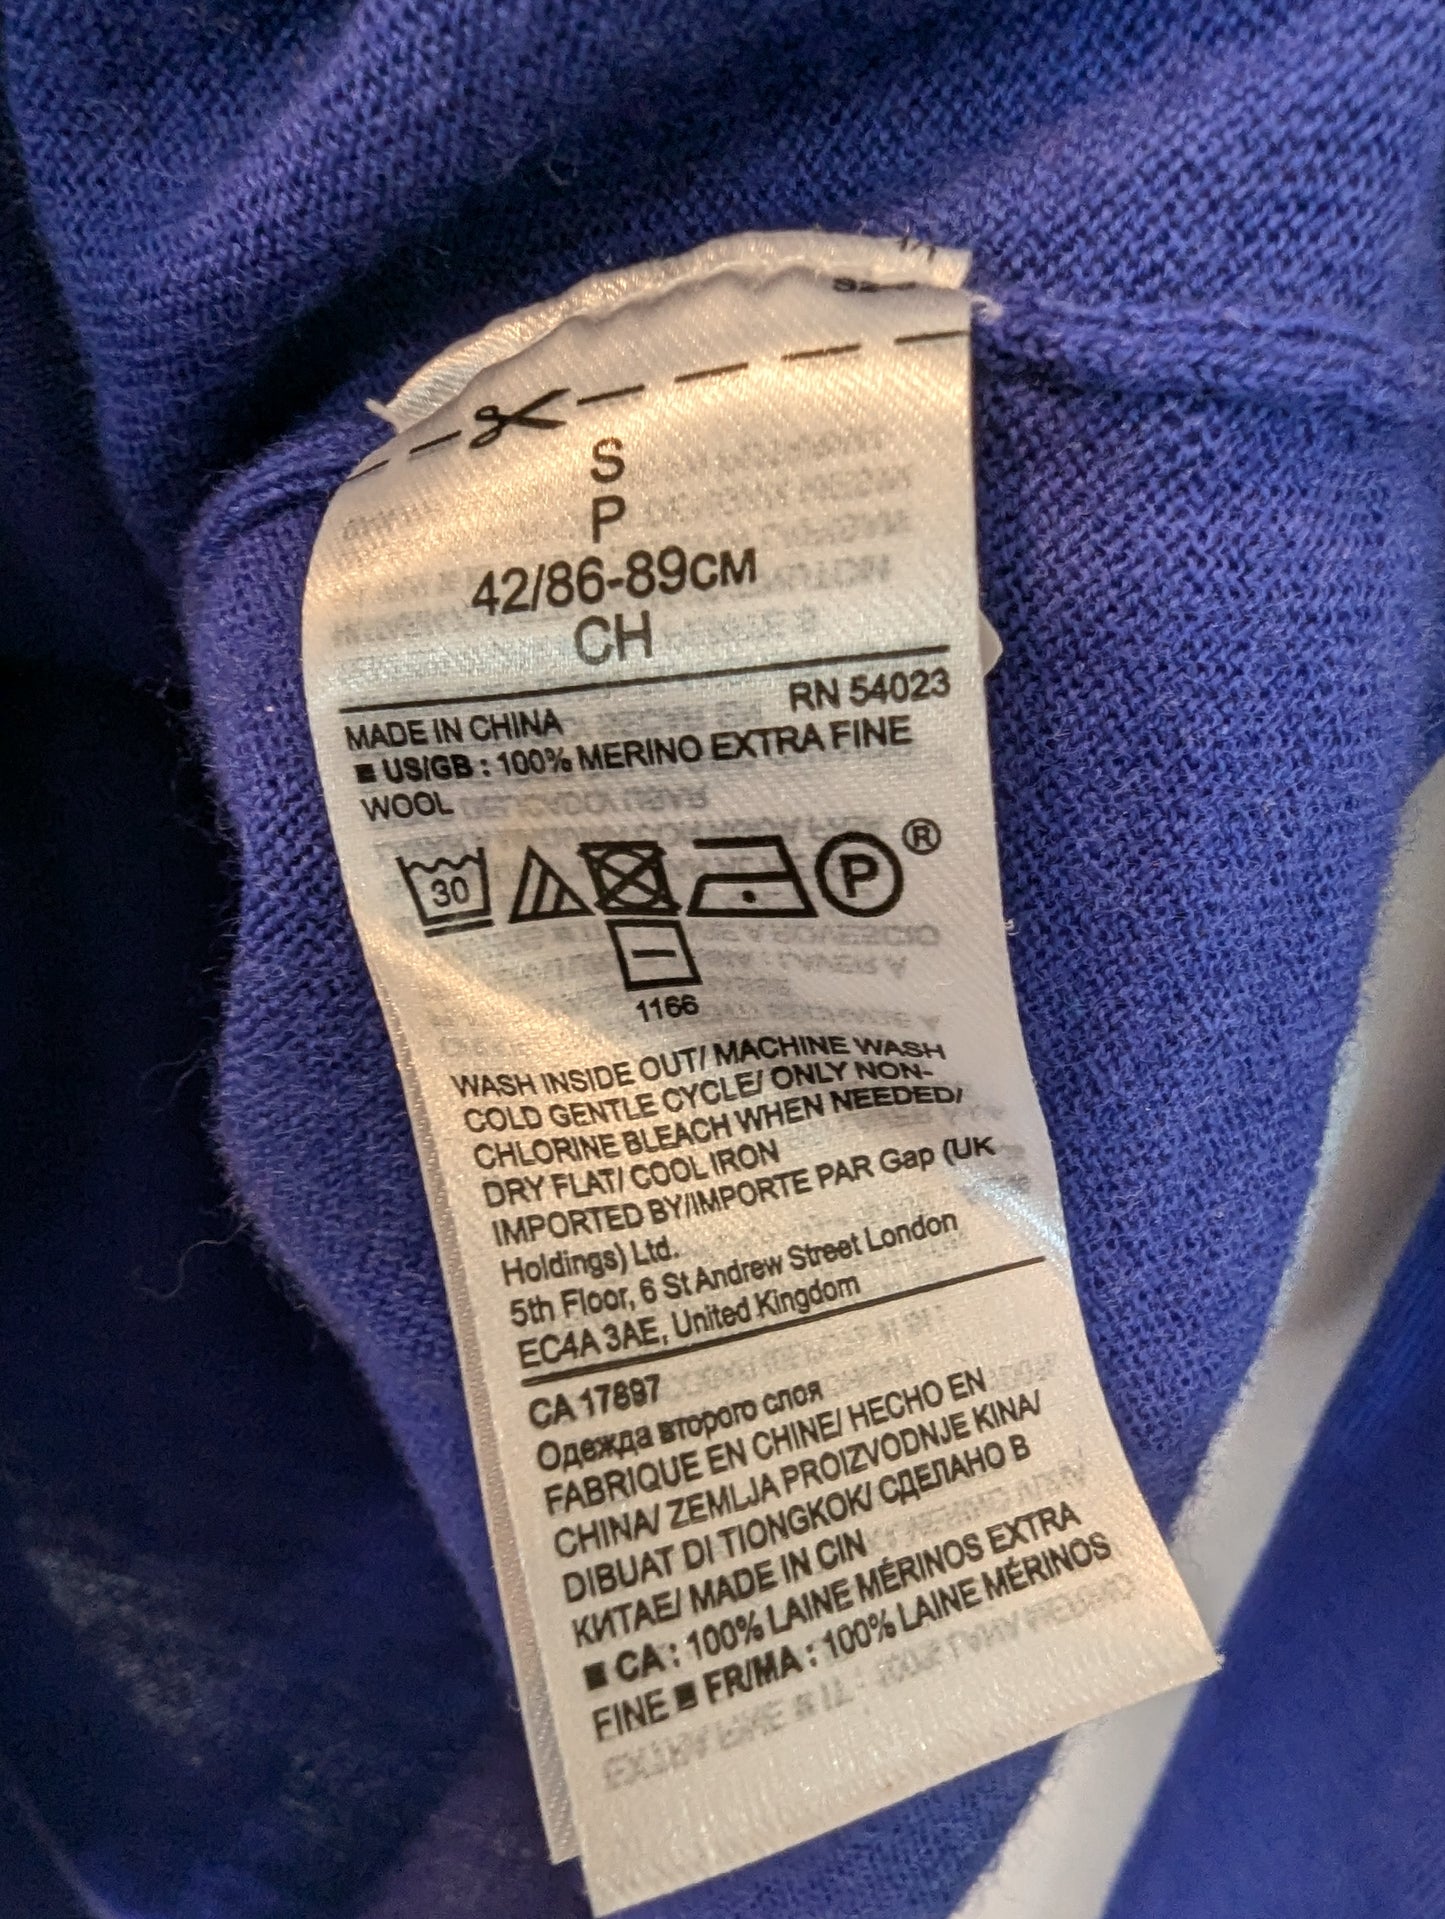 S
P
42/86-89CM
CH
RN 54023
MADE IN CHINA
■ US/GB : 100% MERINO EXTRA FINE
WOOL
30
P ®
1166
WASH INSIDE OUT/ MACHINE WASH
COLD GENTLE CYCLE/ ONLY NON-
CHLORINE BLEACH WHEN NEEDED/
DRY FLAT/ COOL IRON
IMPORTED BY/IMPORTE PAR Gap (UK
Holdings) Ltd.
5th Floor, 6 St Andrew Street London
EC4A 3AE, United Kingdom
CA 17897
Одежда второго слоя
FABRIQUE EN CHINE/ HECHO EN
CHINA/ ZEMLJA PROIZVODNJE KINA/
DIBUAT DI TIONGKOK/ СДЕЛАНО В
КИТАЕ/ MADE IN CIN
■ CA : 100% LAINE MÉRINOS EXTRA
FINE ■ FR/MA : 100% LAINE MÉRINOS